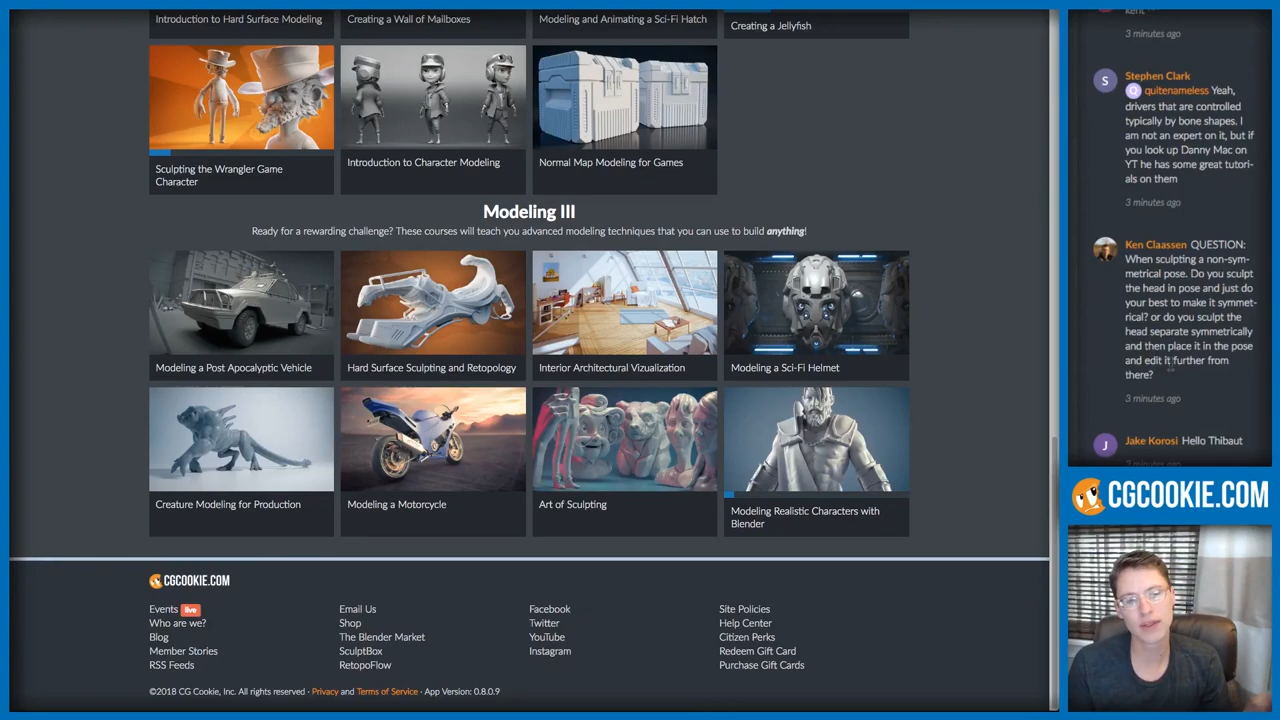 Introduction to Hard Surface Modeling
Creating a Wall of Mailboxes
Modeling and Animating a Sci-Fi Hatch
Creating a Jellyfish
Sculpting the Wrangler Game
Character
Introduction to Character Modeling
Normal Map Modeling for Games
Modeling III
Ready for a rewarding challenge? These courses will teach you advanced modeling techniques that you can use to build anything!
Modeling a Post Apocalyptic Vehicle
Hard Surface Sculpting and Retopology
Interior Architectural Vizualization
Modeling a Sci-Fi Helmet
Creature Modeling for Production
Modeling a Motorcycle
Art of Sculpting
Modeling Realistic Characters with
Blender
CGCOOKIE.COM
Events live
Who are we?
Blog
Member Stories
RSS Feeds
Email Us
Shop
The Blender Market
SculptBox
RetopoFlow
Facebook
Twitter
YouTube
Instagram
Site Policies
Help Center
Citizen Perks
Redeem Gift Card
Purchase Gift Cards
©2018 CG Cookie, Inc. All rights reserved · Privacy and Terms of Service · App Version: 0.8.0.9
3 minutes ago
S
Stephen Clark
Q quitenameless Yeah,
drivers that are controlled
typically by bone shapes. I
am not an expert on it, but if
you look up Danny Mac on
YT he has some great tutori-
als on them
3 minutes ago
Ken Claassen QUESTION:
When sculpting a non-sym-
metrical pose. Do you sculpt
the head in pose and just do
your best to make it symmet-
rical? or do you sculpt the
head separate symmetrically
and then place it in the pose
and edit it further from
there?
3 minutes ago
J
Jake Korosi Hello Thibaut
CGCOOKIE.COM